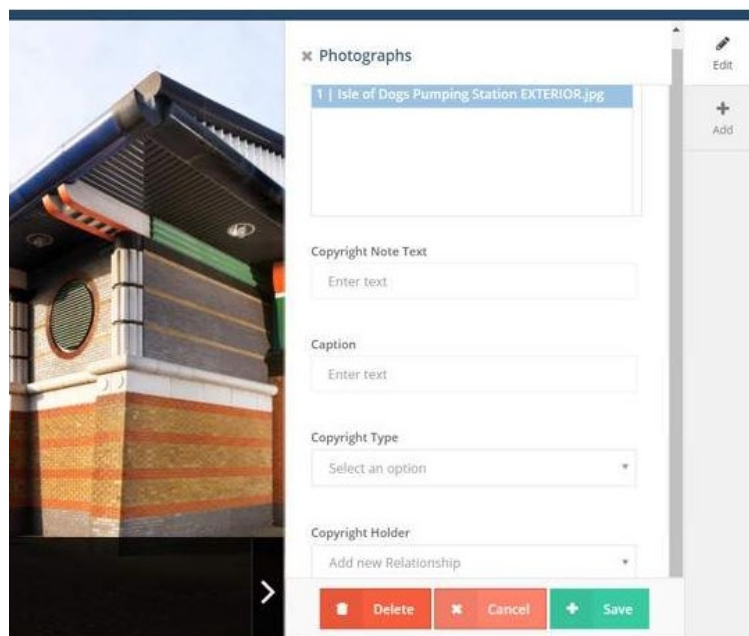 Photographs
Edit
1 | Isle of Dogs Pumping Station EXTERIOR.jpg
Add
Copyright Note Text
Enter text
Caption
Enter text
Copyright Type
Select an option
Copyright Holder
Add new Relationship
Delete
Cancel
Save